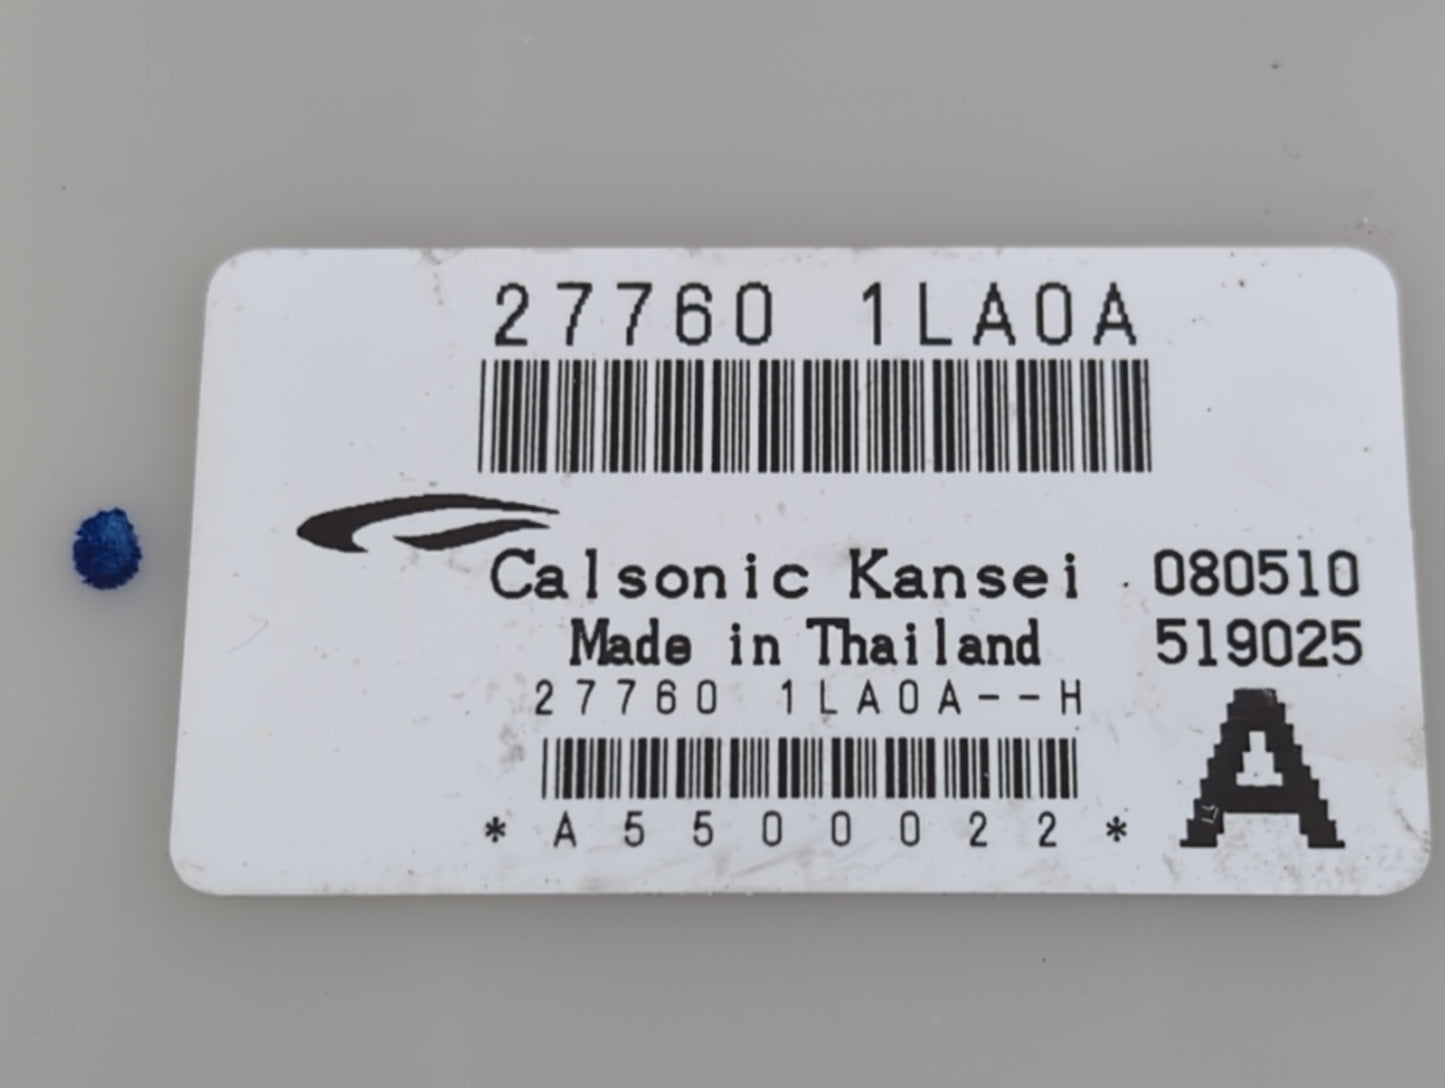 27760 1LA0A
Calsonic Kansei 080510
Made in Thailand 519025
27760 1LA0A--H
A
*A5500022*